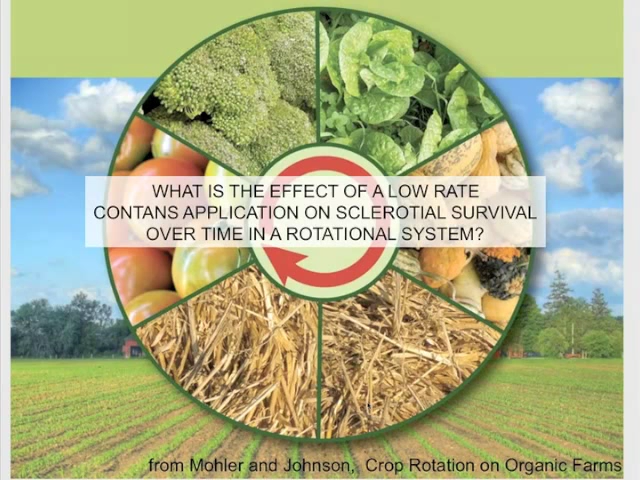 WHAT IS THE EFFECT OF A LOW RATE
CONTANS APPLICATION ON SCLEROTIAL SURVIVAL
OVER TIME IN A ROTATIONAL SYSTEM?
from Mohler and Johnson,  Crop Rotation on Organic Farms